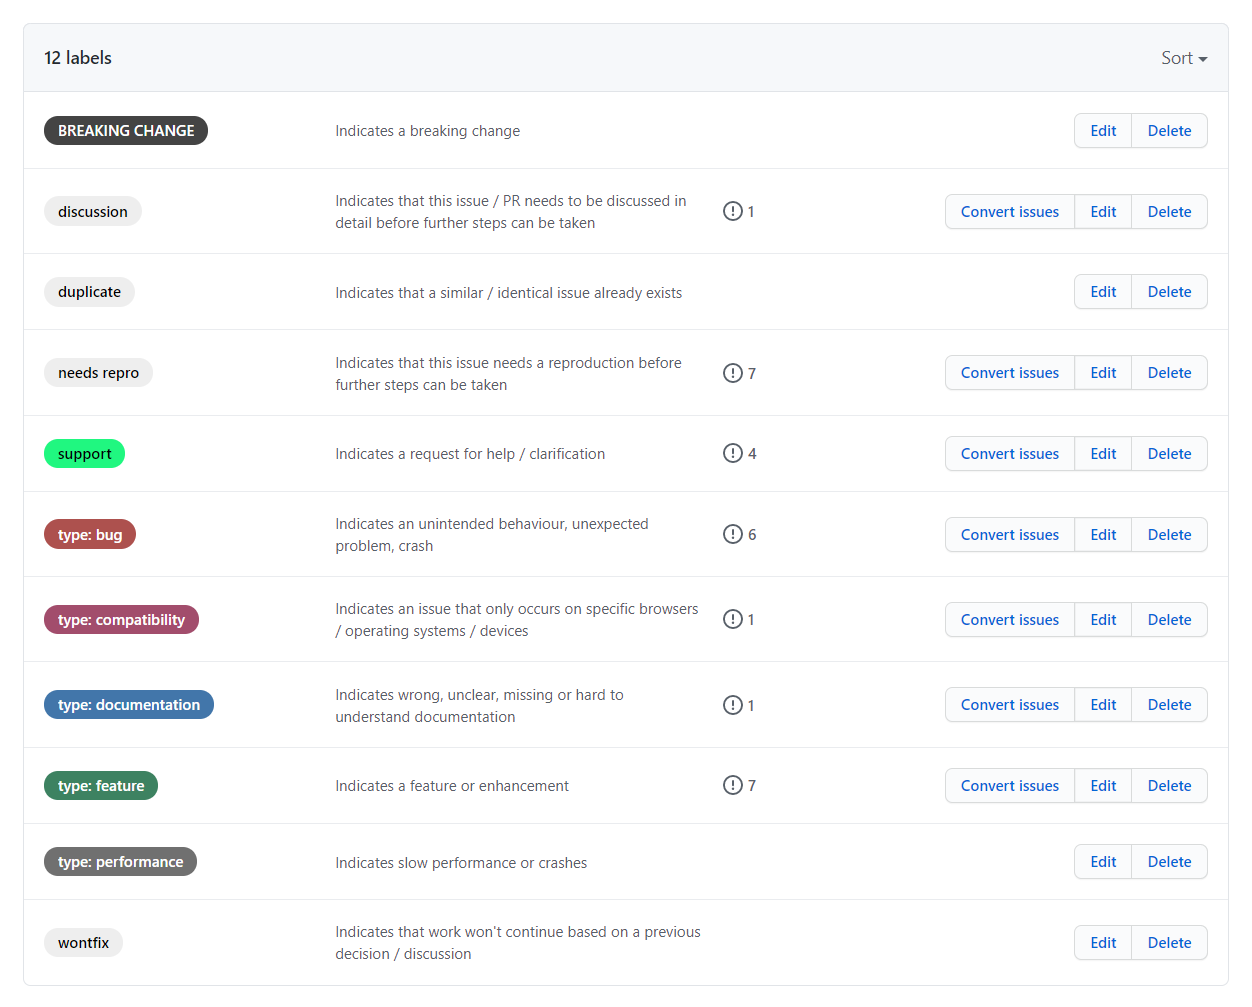 12 labels Sort
BREAKING CHANGE Indicates a breaking change Edit Delete
discussion Indicates that this issue / PR needs to be discussed in
detail before further steps can be taken 1 Convert issues Edit Delete
duplicate Indicates that a similar / identical issue already exists Edit Delete
needs repro Indicates that this issue needs a reproduction before
further steps can be taken 7 Convert issues Edit Delete
support Indicates a request for help / clarification 4 Convert issues Edit Delete
type: bug Indicates an unintended behaviour, unexpected
problem, crash 6 Convert issues Edit Delete
type: compatibility Indicates an issue that only occurs on specific browsers
/ operating systems / devices 1 Convert issues Edit Delete
type: documentation Indicates wrong, unclear, missing or hard to
understand documentation 1 Convert issues Edit Delete
type: feature Indicates a feature or enhancement 7 Convert issues Edit Delete
type: performance Indicates slow performance or crashes Edit Delete
wontfix Indicates that work won't continue based on a previous
decision / discussion Edit Delete